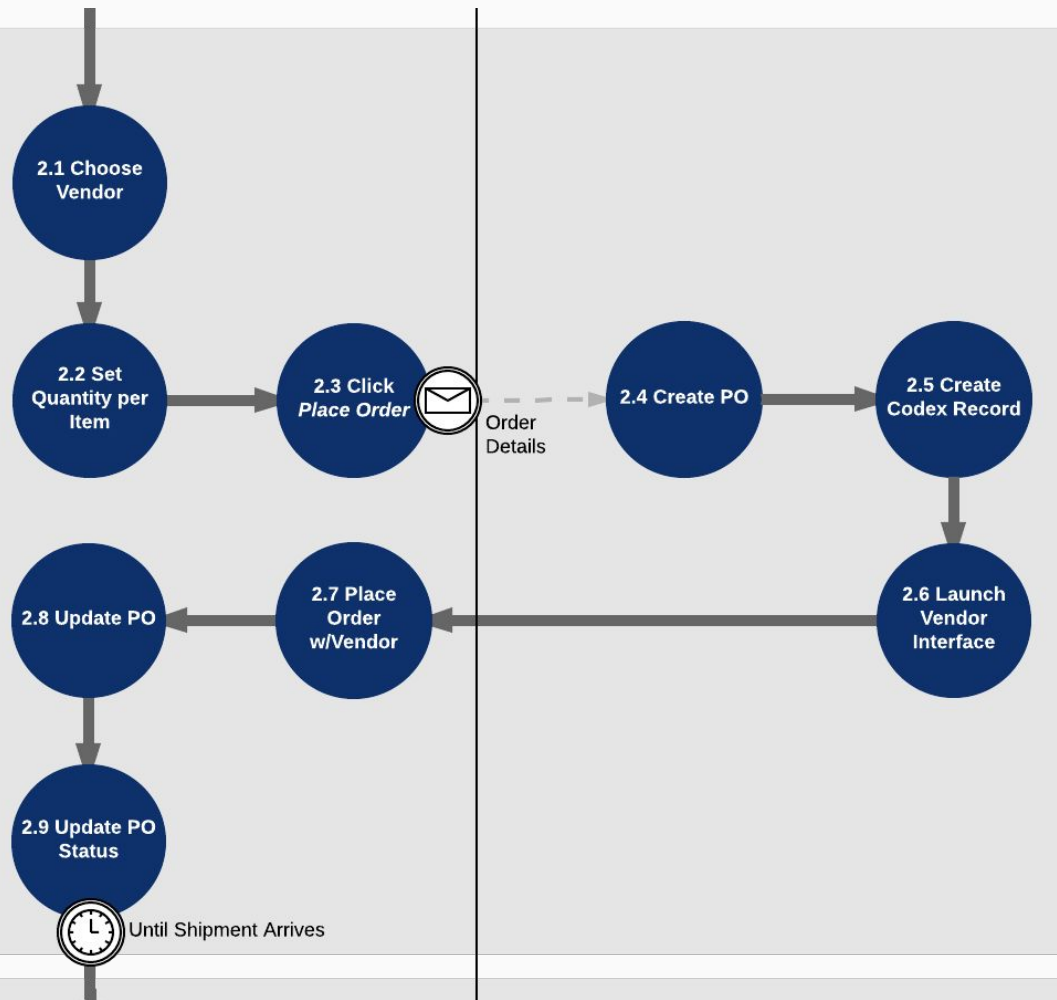 2.1 Choose
Vendor
2.2 Set
Quantity per
Item
2.3 Click
Place Order
Order
Details
2.4 Create PO
2.5 Create
Codex Record
2.6 Launch
Vendor
Interface
2.7 Place
Order
w/Vendor
2.8 Update PO
2.9 Update PO
Status
Until Shipment Arrives